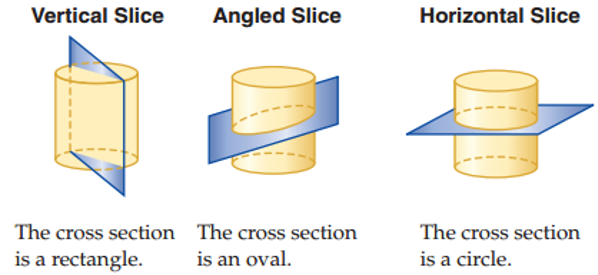 Vertical Slice
Angled Slice
Horizontal Slice
The cross section
is a rectangle.
The cross section
is an oval.
The cross section
is a circle.